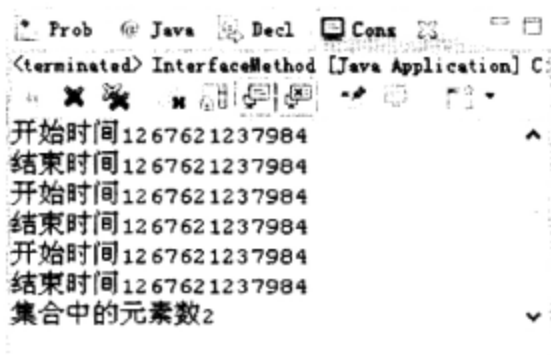 Prob @ Java Decl Cons
<terminated> InterfaceMethod [Java Application] C:
开始时间1267621237984
结束时间1267621237984
开始时间1267621237984
结束时间1267621237984
开始时间1267621237984
结束时间1267621237984
集合中的元素数2